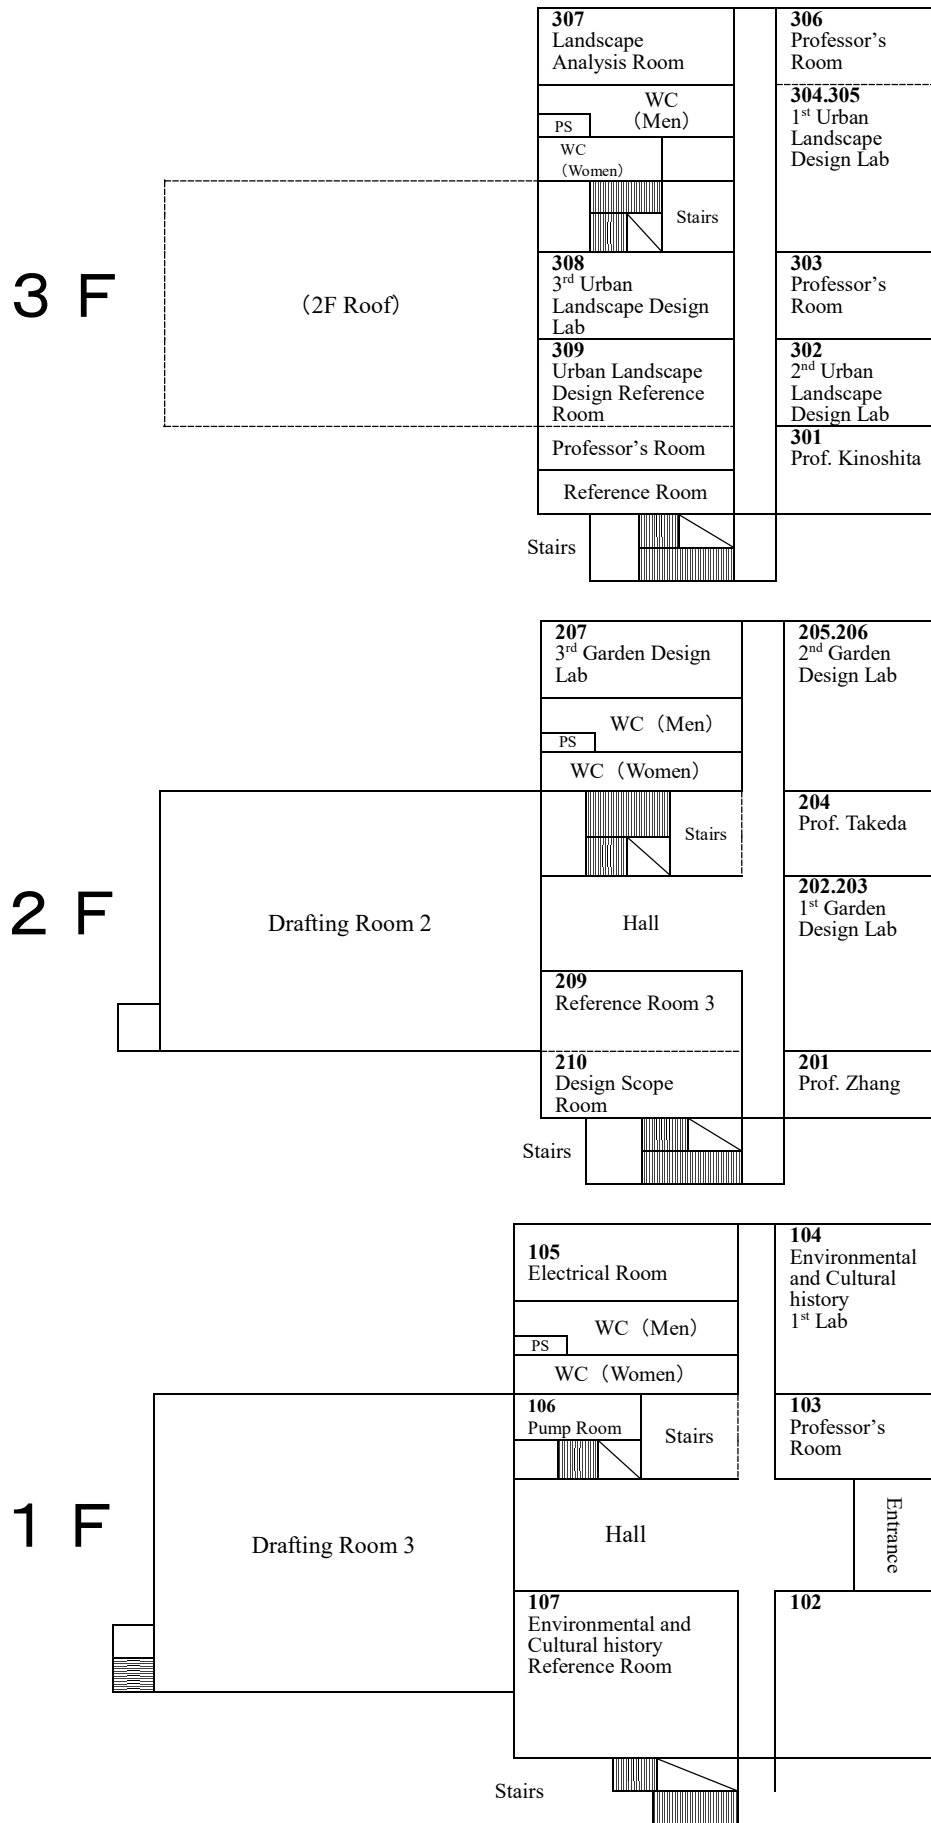 3 F
307
Landscape
Analysis Room
WC
(Men)
PS
WC
(Women)
Stairs
(2F Roof)
308
3rd Urban
Landscape Design
Lab
309
Urban Landscape
Design Reference
Room
Professor's Room
Reference Room
Stairs
306
Professor's
Room
304.305
1st Urban
Landscape
Design Lab
303
Professor's
Room
302
2nd Urban
Landscape
Design Lab
301
Prof. Kinoshita
2 F
207
3rd Garden Design
Lab
WC (Men)
PS
WC (Women)
Stairs
Drafting Room 2
Hall
209
Reference Room 3
210
Design Scope
Room
Stairs
205.206
2nd Garden
Design Lab
204
Prof. Takeda
202.203
1st Garden
Design Lab
201
Prof. Zhang
1 F
105
Electrical Room
WC (Men)
PS
WC (Women)
106
Pump Room
Stairs
Drafting Room 3
Hall
107
Environmental and
Cultural history
Reference Room
Stairs
104
Environmental
and Cultural
history
1st Lab
103
Professor's
Room
Entrance
102